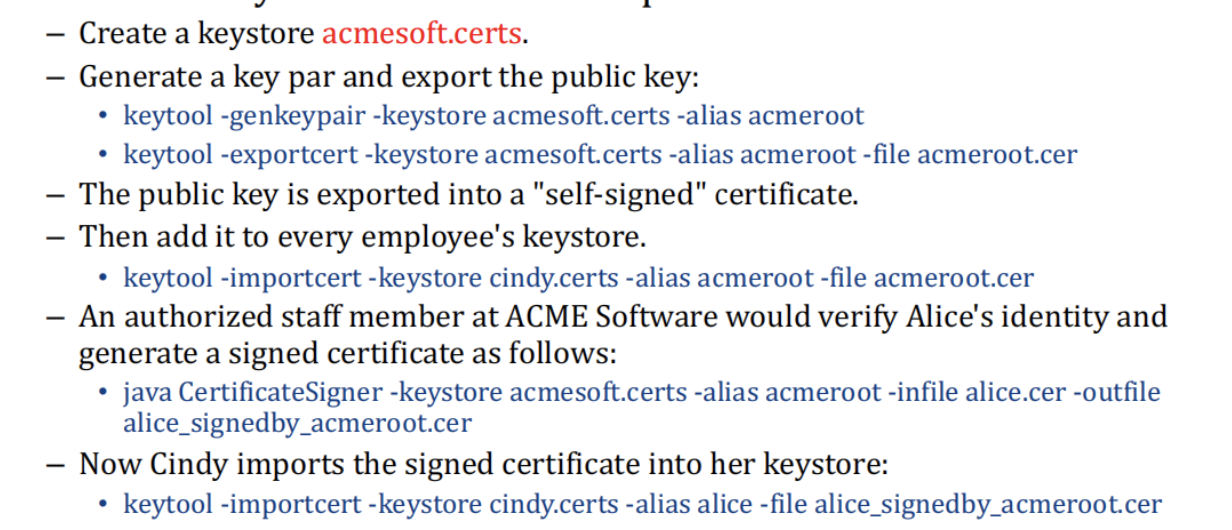 – Create a keystore acmesoft.certs.
– Generate a key par and export the public key:
• keytool -genkeypair -keystore acmesoft.certs -alias acmeroot
• keytool -exportcert -keystore acmesoft.certs -alias acmeroot -file acmeroot.cer
– The public key is exported into a "self-signed" certificate.
– Then add it to every employee's keystore.
• keytool -importcert -keystore cindy.certs -alias acmeroot -file acmeroot.cer
– An authorized staff member at ACME Software would verify Alice's identity and
generate a signed certificate as follows:
• java CertificateSigner -keystore acmesoft.certs -alias acmeroot -infile alice.cer -outfile
alice_signedby_acmeroot.cer
– Now Cindy imports the signed certificate into her keystore:
• keytool -importcert -keystore cindy.certs -alias alice -file alice_signedby_acmeroot.cer